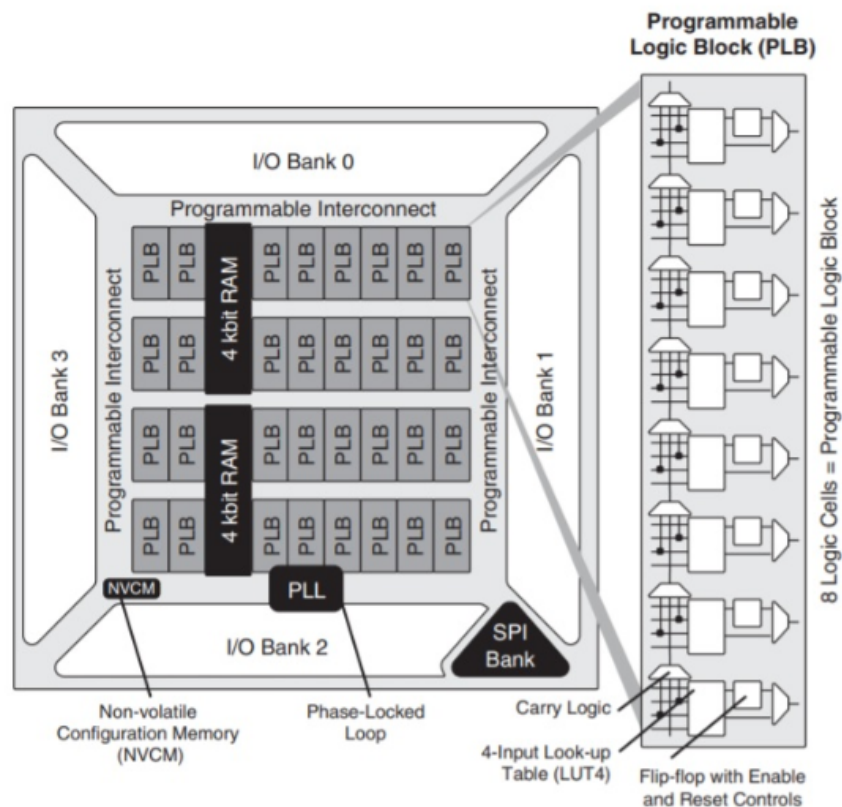 Programmable
Logic Block (PLB)
I/O Bank 0
Programmable Interconnect
I/O Bank 3
Programmable Interconnect
PLB PLB 4 kbit RAM PLB PLB PLB PLB PLB PLB
PLB PLB PLB PLB PLB PLB PLB PLB
PLB PLB 4 kbit RAM PLB PLB PLB PLB PLB PLB
PLB PLB PLB PLB PLB PLB PLB PLB
Programmable Interconnect
I/O Bank 1
NVCM
PLL
I/O Bank 2
SPI
Bank
8 Logic Cells = Programmable Logic Block
Non-volatile
Configuration Memory
(NVCM)
Phase-Locked
Loop
Carry Logic
4-Input Look-up
Table (LUT4)
Flip-flop with Enable
and Reset Controls